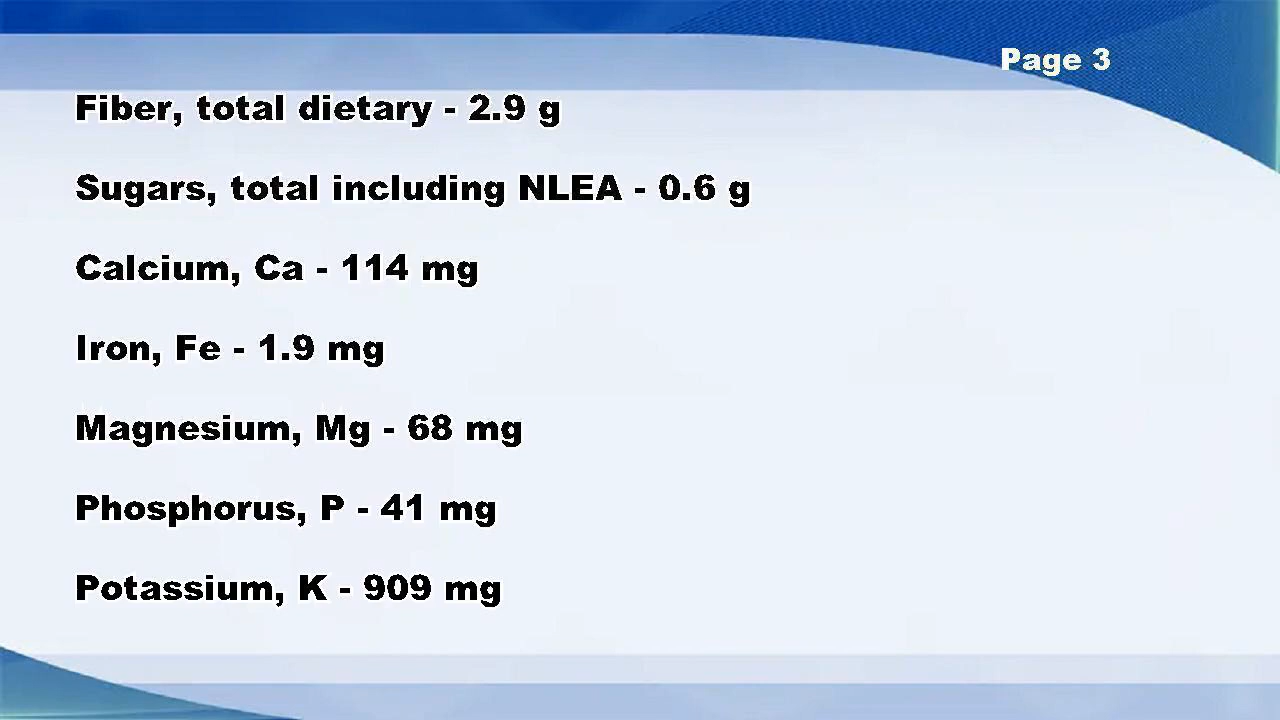 Page 3
Fiber, total dietary - 2.9 g
Sugars, total including NLEA - 0.6 g
Calcium, Ca - 114 mg
Iron, Fe - 1.9 mg
Magnesium, Mg - 68 mg
Phosphorus, P - 41 mg
Potassium, K - 909 mg